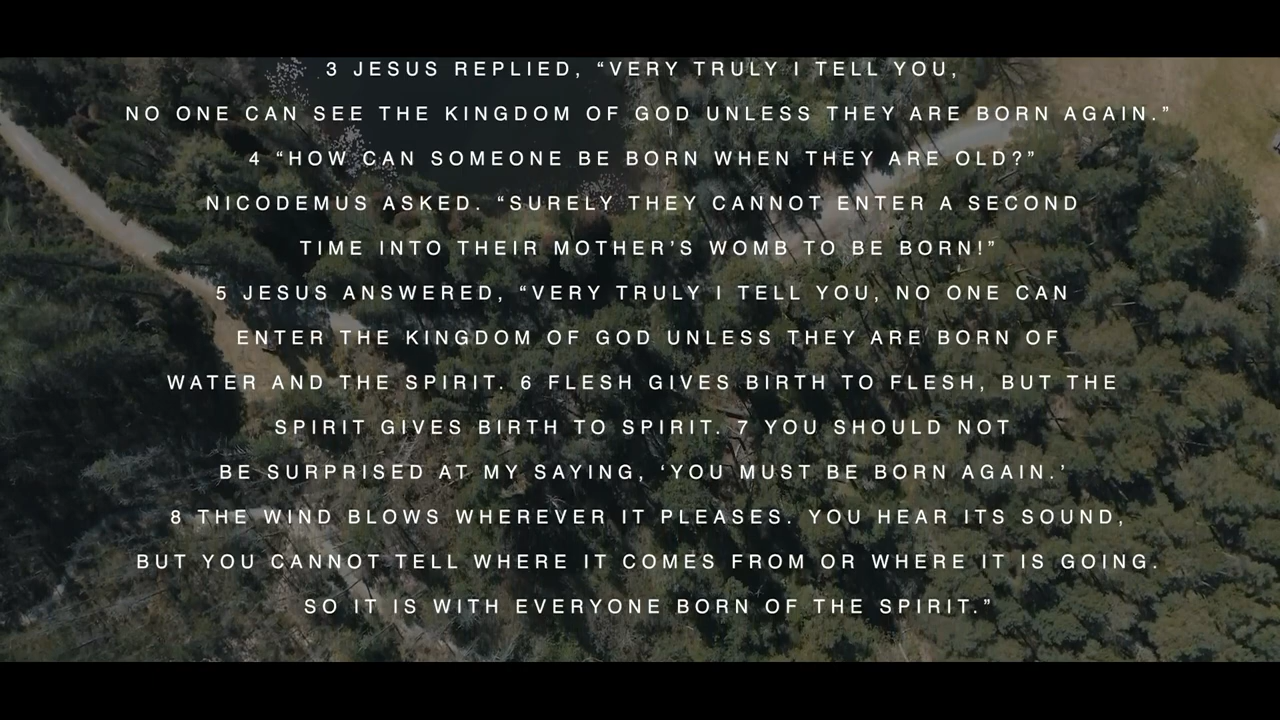 3 JESUS REPLIED, “VERY TRULY I TELL YOU,
NO ONE CAN SEE THE KINGDOM OF GOD UNLESS THEY ARE BORN AGAIN.”
4 “HOW CAN SOMEONE BE BORN WHEN THEY ARE OLD?”
NICODEMUS ASKED. “SURELY THEY CANNOT ENTER A SECOND
TIME INTO THEIR MOTHER’S WOMB TO BE BORN!”
5 JESUS ANSWERED, “VERY TRULY I TELL YOU, NO ONE CAN
ENTER THE KINGDOM OF GOD UNLESS THEY ARE BORN OF
WATER AND THE SPIRIT. 6 FLESH GIVES BIRTH TO FLESH, BUT THE
SPIRIT GIVES BIRTH TO SPIRIT. 7 YOU SHOULD NOT
BE SURPRISED AT MY SAYING, ‘YOU MUST BE BORN AGAIN.’
8 THE WIND BLOWS WHEREVER IT PLEASES. YOU HEAR ITS SOUND,
BUT YOU CANNOT TELL WHERE IT COMES FROM OR WHERE IT IS GOING.
SO IT IS WITH EVERYONE BORN OF THE SPIRIT.”